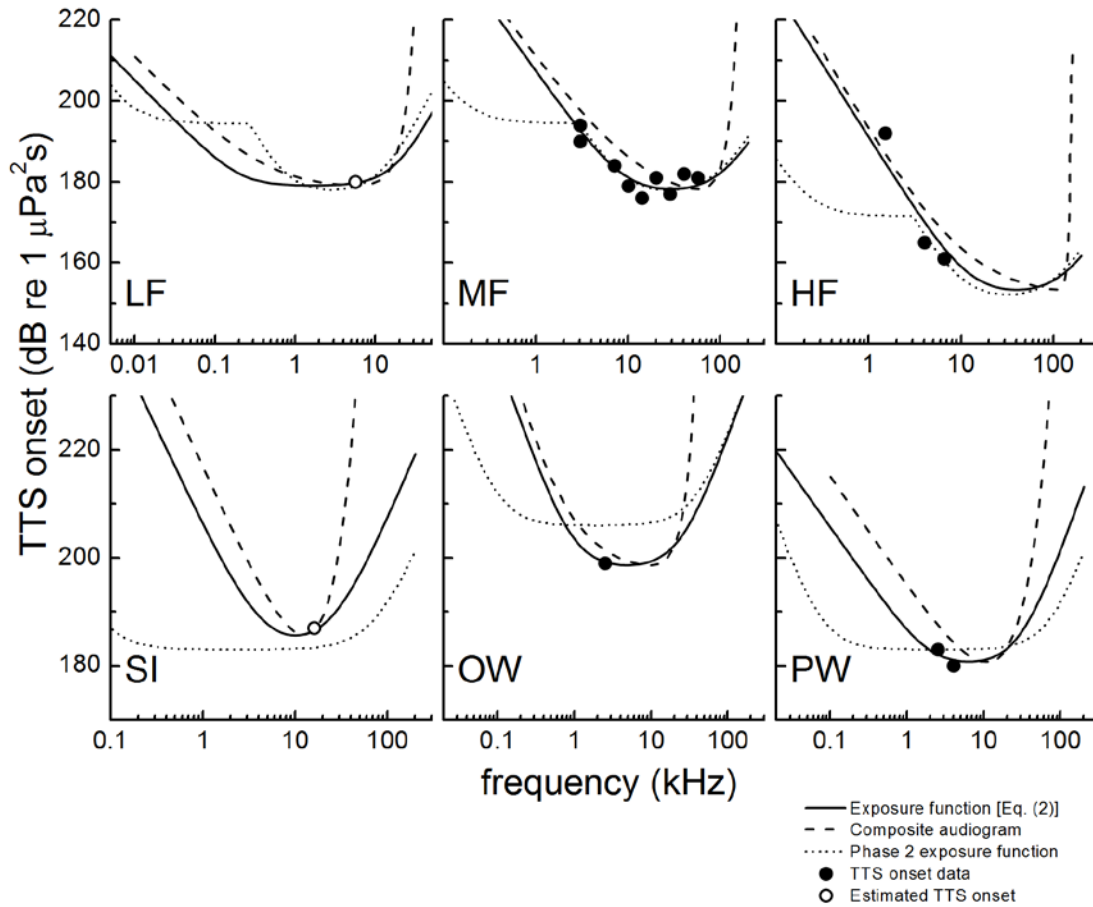 TTS onset (dB re 1 μPa²s)
220
200
180
160
140
LF
MF
HF
0.01 0.1 1 10
1 10 100
1 10 100
220
200
180
SI
OW
PW
0.1 1 10 100
0.1 1 10 100
0.1 1 10 100
frequency (kHz)
Exposure function [Eq. (2)]
Composite audiogram
Phase 2 exposure function
TTS onset data
Estimated TTS onset